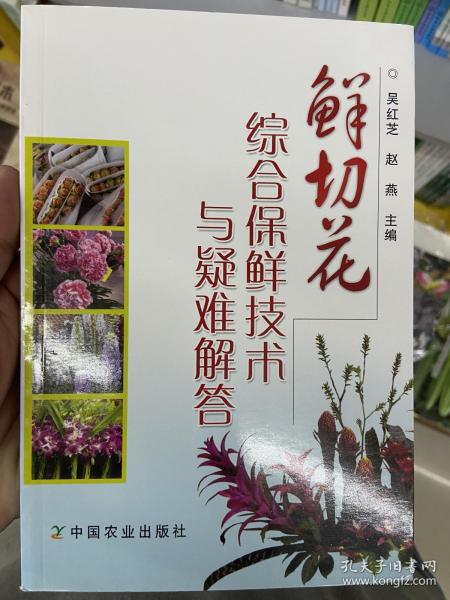 ◎吴红芝 赵燕 主编
鲜切花
综合保鲜技术
与疑难解答
中国农业出版社
孔夫子旧书网
www.kongfz.com